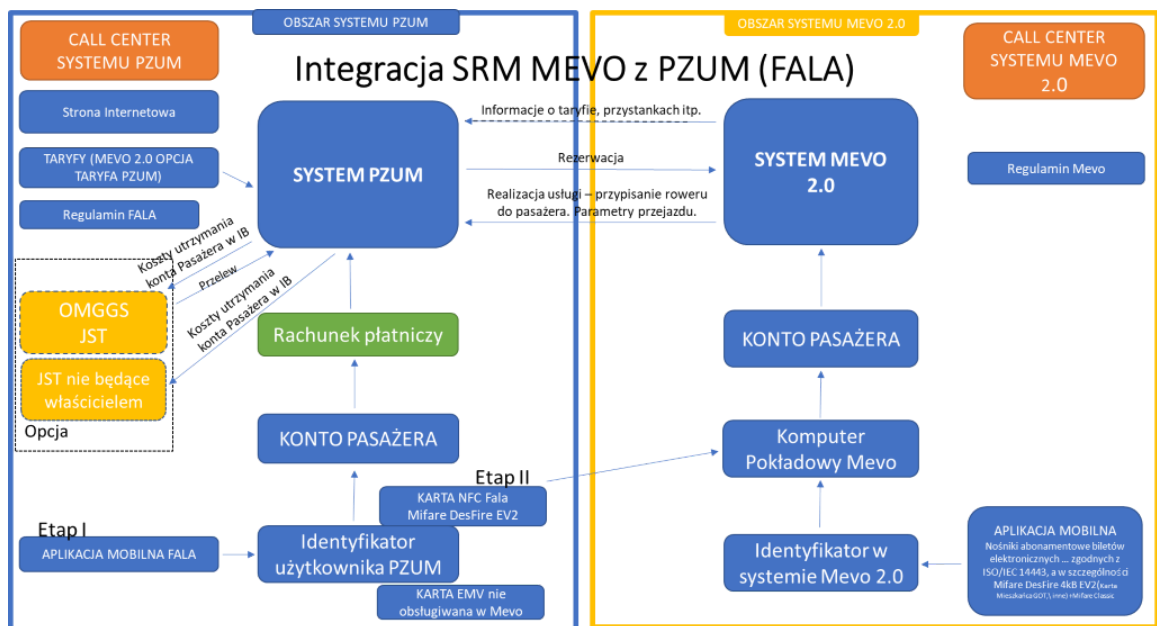 OBSZAR SYSTEMU PZUM
OBSZAR SYSTEMU MEVO 2.0
CALL CENTER
SYSTEMU PZUM
Integracja SRM MEVO z PZUM (FALA)
CALL CENTER
SYSTEMU MEVO
2.0
Strona Internetowa
TARYFY (MEVO 2.0 OPCJA
TARYFA PZUM)
Regulamin FALA
SYSTEM PZUM
Informacje o taryfie, przystankach itp.
Rezerwacja
Realizacja usługi – przypisanie roweru
do pasażera. Parametry przejazdu.
SYSTEM MEVO
2.0
Regulamin Mevo
Koszty utrzymania
konta Pasażera w IB
Przelew
Koszty utrzymania
konta Pasażera w IB
OMGGS
JST
JST nie będące
właścicielem
Opcja
Rachunek płatniczy
KONTO PASAŻERA
KONTO PASAŻERA
Komputer
Pokładowy Mevo
Etap II
KARTA NFC Fala
Mifare DesFire EV2
Etap I
APLIKACJA MOBILNA FALA
Identyfikator
użytkownika PZUM
KARTA EMV nie
obsługiwana w Mevo
Identyfikator w
systemie Mevo 2.0
APLIKACJA MOBILNA
Nośniki abonamentowe biletów
elektronicznych ... zgodnych z
ISO/IEC 14443, a w szczególności
Mifare DesFire 4kB EV2(Karta
Mieszkańca GDT,\ inne) +Mifare Classic